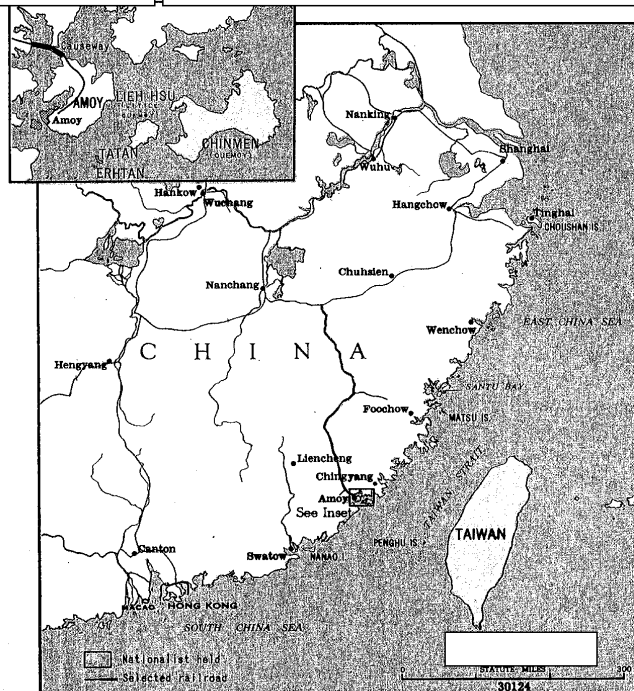 Causeway
AMOY
LIEH HSU
Amoy
CHINMEN
(QUEMOY)
TATAN
ERHTAN
Nanking
Shanghai
Wuhu
Hankow
Wuchang
Hangchow
Tinghai
CHOUSHAN IS.
Chuhsien
Nanchang
Wenchow
EAST CHINA SEA
CHINA
Hengyang
SANTU BAY
Foochow
MATSU IS.
Liencheng
Chingyang
TAIWAN STRAIT
Amoy
See Inset
PENGHU IS.
TAIWAN
Canton
Swatow
NANAO
MACAO
HONG KONG
SOUTH CHINA SEA
Nationalist held
Selected railroad
0
STATUTE MILES
300
30124